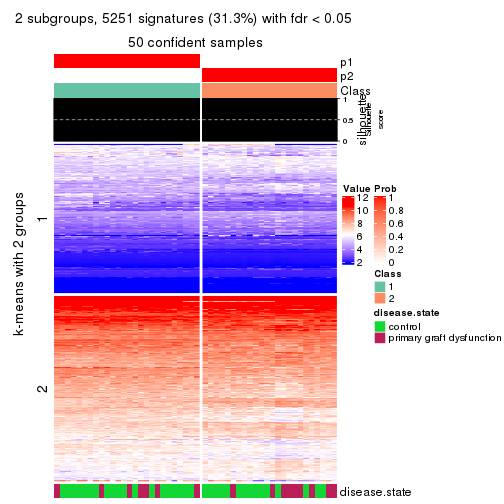 2 subgroups, 5251 signatures (31.3%) with fdr < 0.05
50 confident samples
p1
p2
Class
1
0.5
0
silhouette
Silhouette
score
k-means with 2 groups
1
2
Value
12
10
8
6
4
2
Prob
1
0.8
0.6
0.4
0.2
0
Class
1
2
disease.state
control
primary graft dysfunction
disease.state